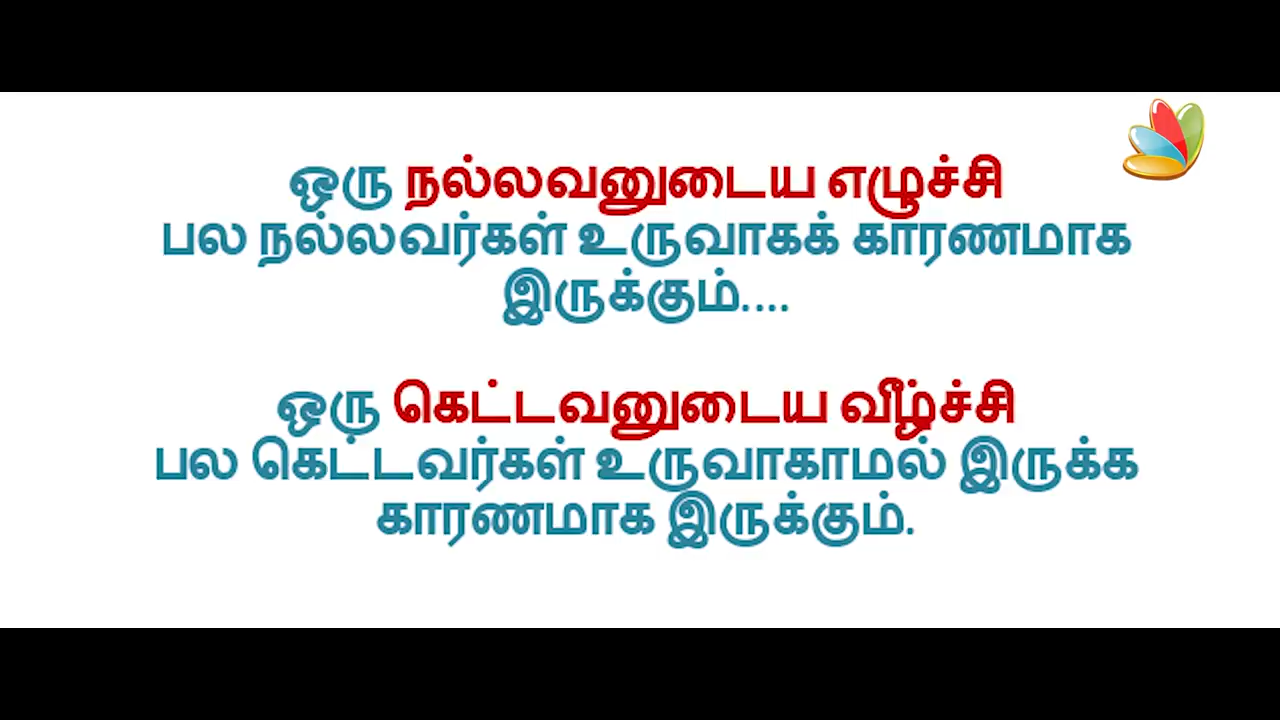 ஒரு நல்லவனுடைய எழுச்சி
பல நல்லவர்கள் உருவாகக் காரணமாக
இருக்கும்....
ஒரு கெட்டவனுடைய வீழ்ச்சி
பல கெட்டவர்கள் உருவாகாமல் இருக்க
காரணமாக இருக்கும்.